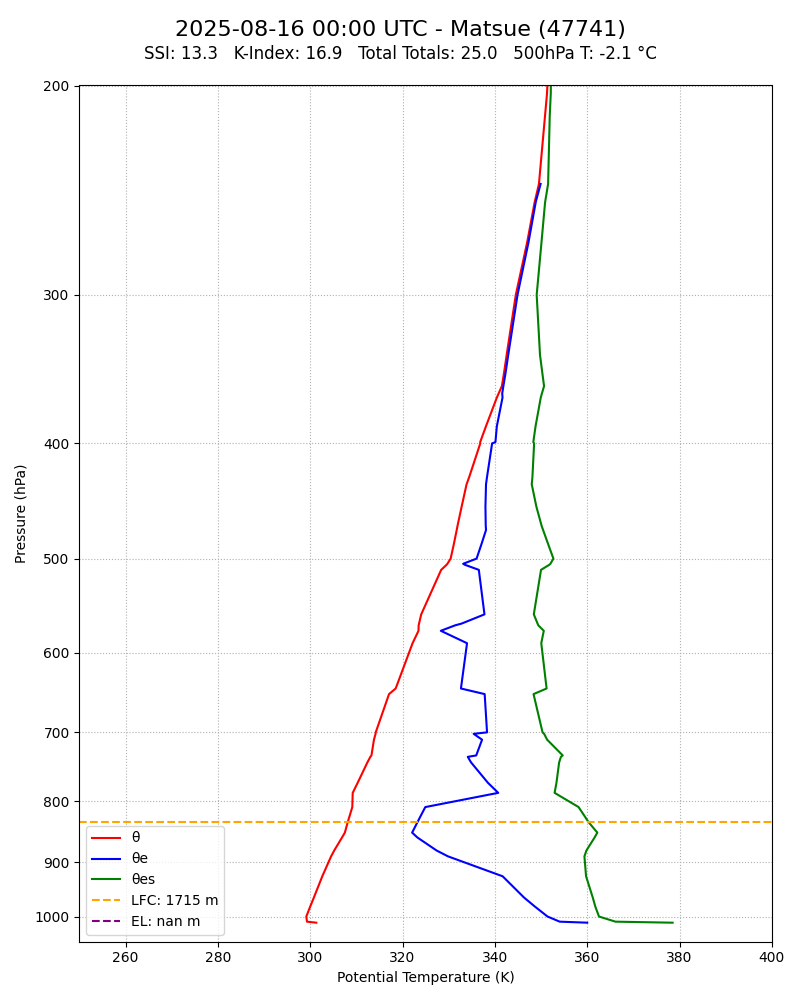 2025-08-16 00:00 UTC - Matsue (47741)
SSI: 13.3   K-Index: 16.9   Total Totals: 25.0   500hPa T: -2.1 °C
200
300
400
500
600
700
800
900
1000
Pressure (hPa)
θ
θe
θes
LFC: 1715 m
EL: nan m
260
280
300
320
340
360
380
400
Potential Temperature (K)